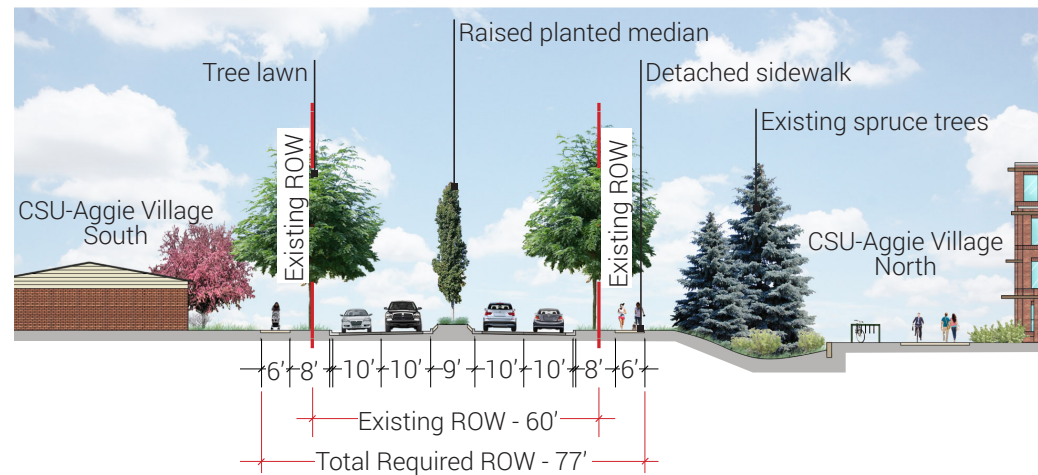 Raised planted median
Tree lawn
Detached sidewalk
Existing spruce trees
Existing ROW
Existing ROW
CSU-Aggie Village
South
CSU-Aggie Village
North
6’ 8’ 10’ 10’ 9’ 10’ 10’ 8’ 6’
Existing ROW - 60’
Total Required ROW - 77’